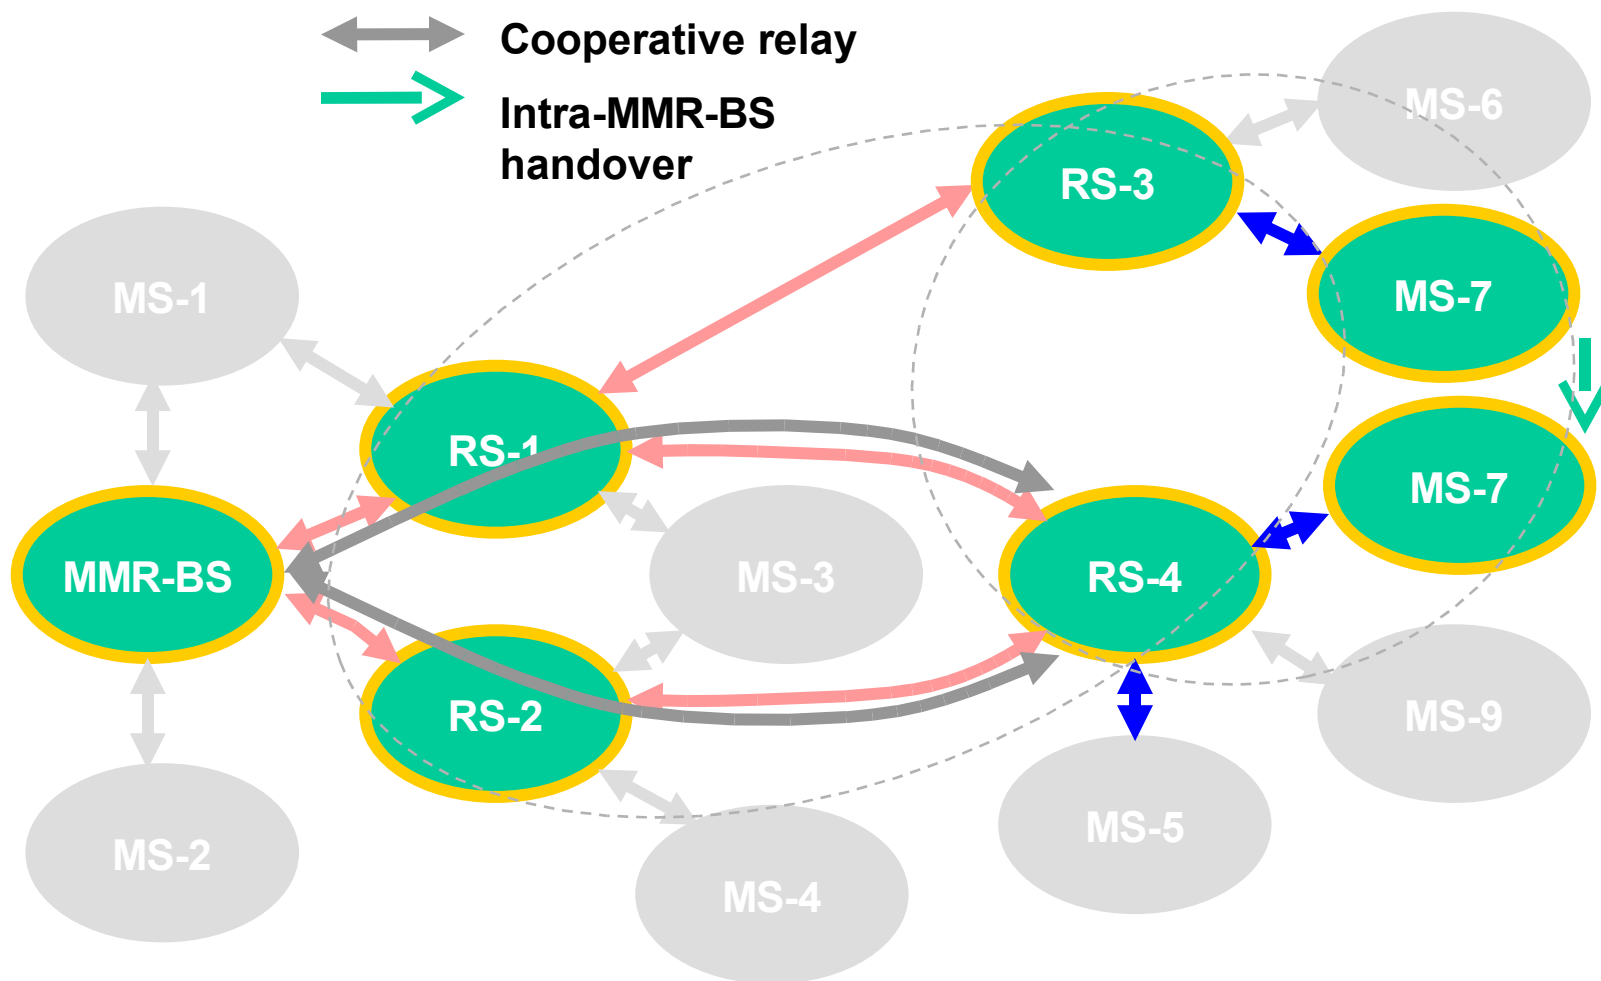 Cooperative relay
Intra-MMR-BS
handover
MS-6
RS-3
MS-1
MS-7
RS-1
MS-7
MMR-BS
MS-3
RS-4
RS-2
MS-9
MS-2
MS-5
MS-4